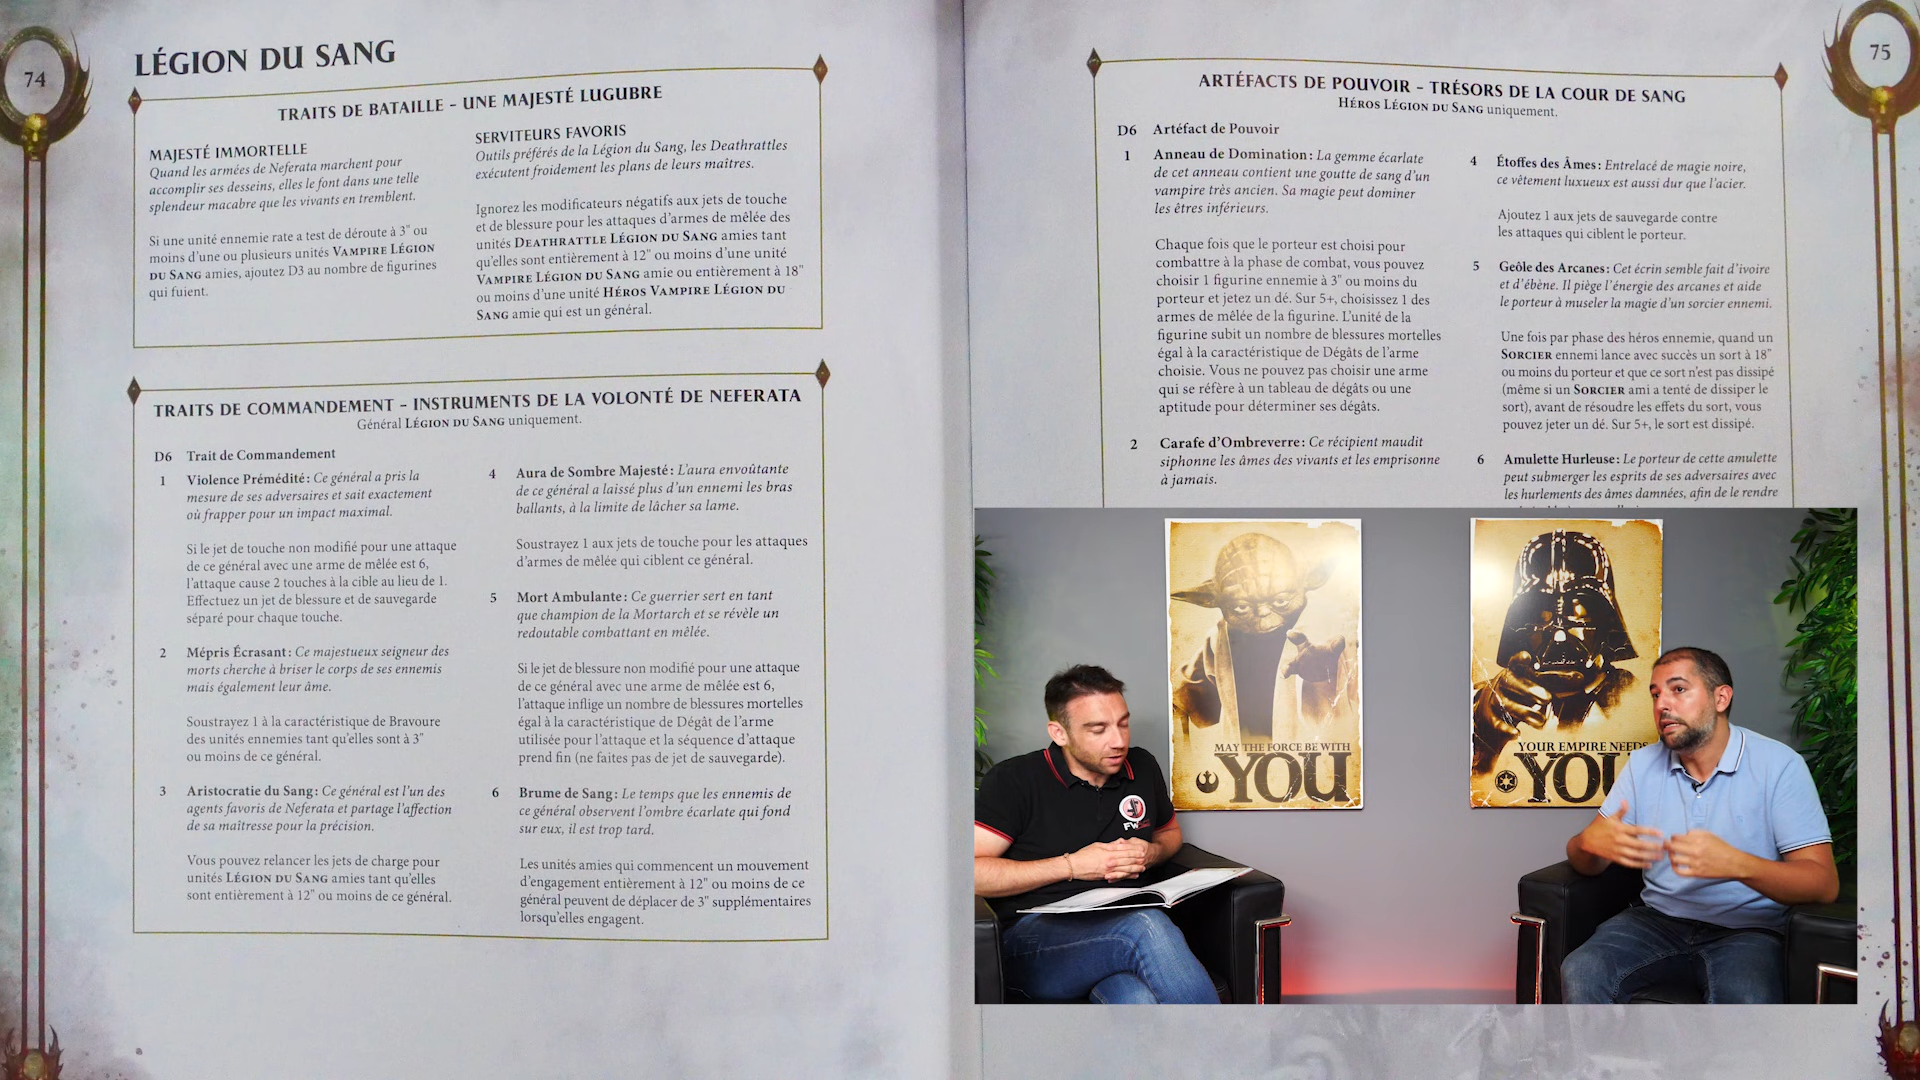 74
LÉGION DU SANG
TRAITS DE BATAILLE – UNE MAJESTÉ LUGUBRE
MAJESTÉ IMMORTELLE
Quand les armées de Neferata marchent pour
accomplir ses desseins, elles le font dans une telle
splendeur macabre que les vivants en tremblent.
Si une unité ennemie rate a test de déroute à 3" ou
moins d'une ou plusieurs unités VAMPIRE LÉGION
DU SANG amies, ajoutez D3 au nombre de figurines
qui fuient.
SERVITEURS FAVORIS
Outils préférés de la Légion du Sang, les Deathrattles
exécutent froidement les plans de leurs maîtres.
Ignorez les modificateurs négatifs aux jets de touche
et de blessure pour les attaques d'armes de mêlée des
unités DEATHRATTLE LÉGION DU SANG amies tant
qu'elles sont entièrement à 12" ou moins d'une unité
VAMPIRE LÉGION DU SANG amie ou entièrement à 18"
ou moins d'une unité HÉROS VAMPIRE LÉGION DU
SANG amie qui est un général.
TRAITS DE COMMANDEMENT – INSTRUMENTS DE LA VOLONTÉ DE NEFERATA
Général LÉGION DU SANG uniquement.
D6 Trait de Commandement
1 Violence Prémédité : Ce général a pris la
mesure de ses adversaires et sait exactement
où frapper pour un impact maximal.
Si le jet de touche non modifié pour une attaque
de ce général avec une arme de mêlée est 6,
l'attaque cause 2 touches à la cible au lieu de 1.
Effectuez un jet de blessure et de sauvegarde
séparé pour chaque touche.
2 Mépris Écrasant : Ce majestueux seigneur des
morts cherche à briser le corps de ses ennemis
mais également leur âme.
Soustrayez 1 à la caractéristique de Bravoure
des unités ennemies tant qu'elles sont à 3"
ou moins de ce général.
3 Aristocratie du Sang : Ce général est l'un des
agents favoris de Neferata et partage l'affection
de sa maîtresse pour la précision.
Vous pouvez relancer les jets de charge pour
unités LÉGION DU SANG amies tant qu'elles
sont entièrement à 12" ou moins de ce général.
4 Aura de Sombre Majesté : L'aura envoûtante
de ce général a laissé plus d'un ennemi les bras
ballants, à la limite de lâcher sa lame.
Soustrayez 1 aux jets de touche pour les attaques
d'armes de mêlée qui ciblent ce général.
5 Mort Ambulante : Ce guerrier sert en tant
que champion de la Mortarch et se révèle un
redoutable combattant en mêlée.
Si le jet de blessure non modifié pour une attaque
de ce général avec une arme de mêlée est 6,
l'attaque inflige un nombre de blessures mortelles
égal à la caractéristique de Dégât de l'arme
utilisée pour l'attaque et la séquence d'attaque
prend fin (ne faites pas de jet de sauvegarde).
6 Brume de Sang : Le temps que les ennemis de
ce général observent l'ombre écarlate qui fond
sur eux, il est trop tard.
Les unités amies qui commencent un mouvement
d'engagement entièrement à 12" ou moins de ce
général peuvent de déplacer de 3" supplémentaires
lorsqu'elles engagent.
75
ARTÉFACTS DE POUVOIR – TRÉSORS DE LA COUR DE SANG
HÉROS LÉGION DU SANG uniquement.
D6 Artéfact de Pouvoir
1 Anneau de Domination : La gemme écarlate
de cet anneau contient une goutte de sang d'un
vampire très ancien. Sa magie peut dominer
les êtres inférieurs.
Chaque fois que le porteur est choisi pour
combattre à la phase de combat, vous pouvez
choisir 1 figurine ennemie à 3" ou moins du
porteur et jetez un dé. Sur 5+, choisissez 1 des
armes de mêlée de la figurine. L'unité de la
figurine subit un nombre de blessures mortelles
égal à la caractéristique de Dégâts de l'arme
choisie. Vous ne pouvez pas choisir une arme
qui se réfère à un tableau de dégâts ou une
aptitude pour déterminer ses dégâts.
2 Carafe d'Ombreverre : Ce récipient maudit
siphonne les âmes des vivants et les emprisonne
à jamais.
4 Étoffes des Âmes : Entrelacé de magie noire,
ce vêtement luxueux est aussi dur que l'acier.
Ajoutez 1 aux jets de sauvegarde contre
les attaques qui ciblent le porteur.
5 Geôle des Arcanes : Cet écrin semble fait d'ivoire
et d'ébène. Il piège l'énergie des arcanes et aide
le porteur à museler la magie d'un sorcier ennemi.
Une fois par phase des héros ennemie, quand un
SORCIER ennemi lance avec succès un sort à 18"
ou moins du porteur et que ce sort n'est pas dissipé
(même si un SORCIER ami a tenté de dissiper le
sort), avant de résoudre les effets du sort, vous
pouvez jeter un dé. Sur 5+, le sort est dissipé.
6 Amulette Hurleuse : Le porteur de cette amulette
peut submerger les esprits de ses adversaires avec
les hurlements des âmes damnées, afin de le rendre
MAY THE FORCE BE WITH
YOU
YOUR EMPIRE NEEDS
YOU
FW